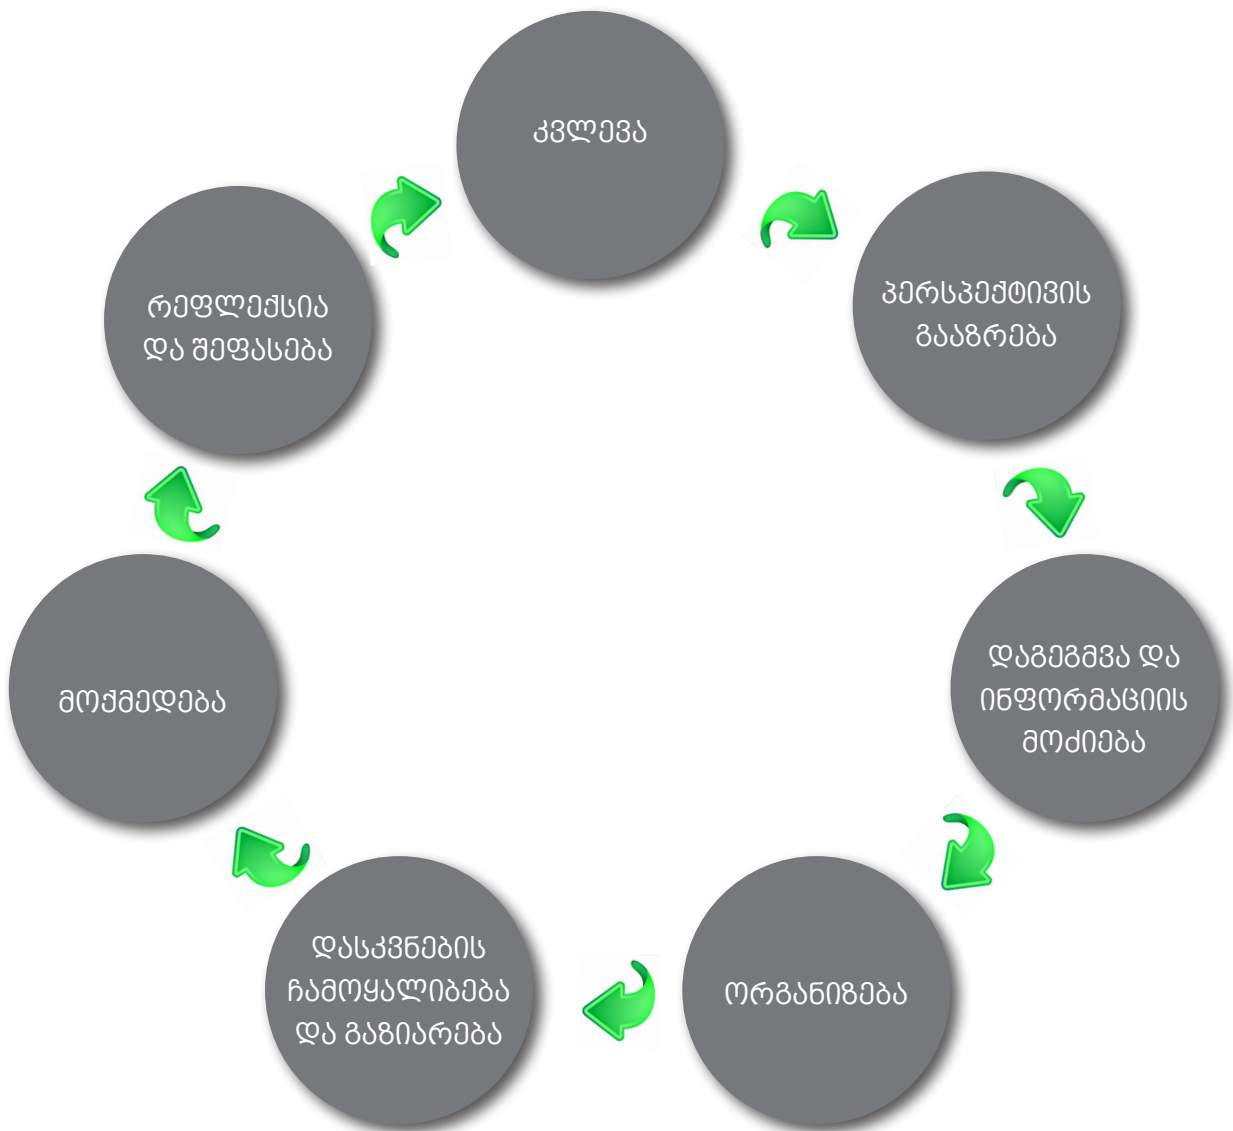 კვლევა
პერსპექტივის
გააზრება
დაგეგმვა და
ინფორმაციის
მოძიება
ორგანიზება
დასკვნების
ჩამოყალიბება
და გაზიარება
მოქმედება
რეფლექსია
და შეფასება